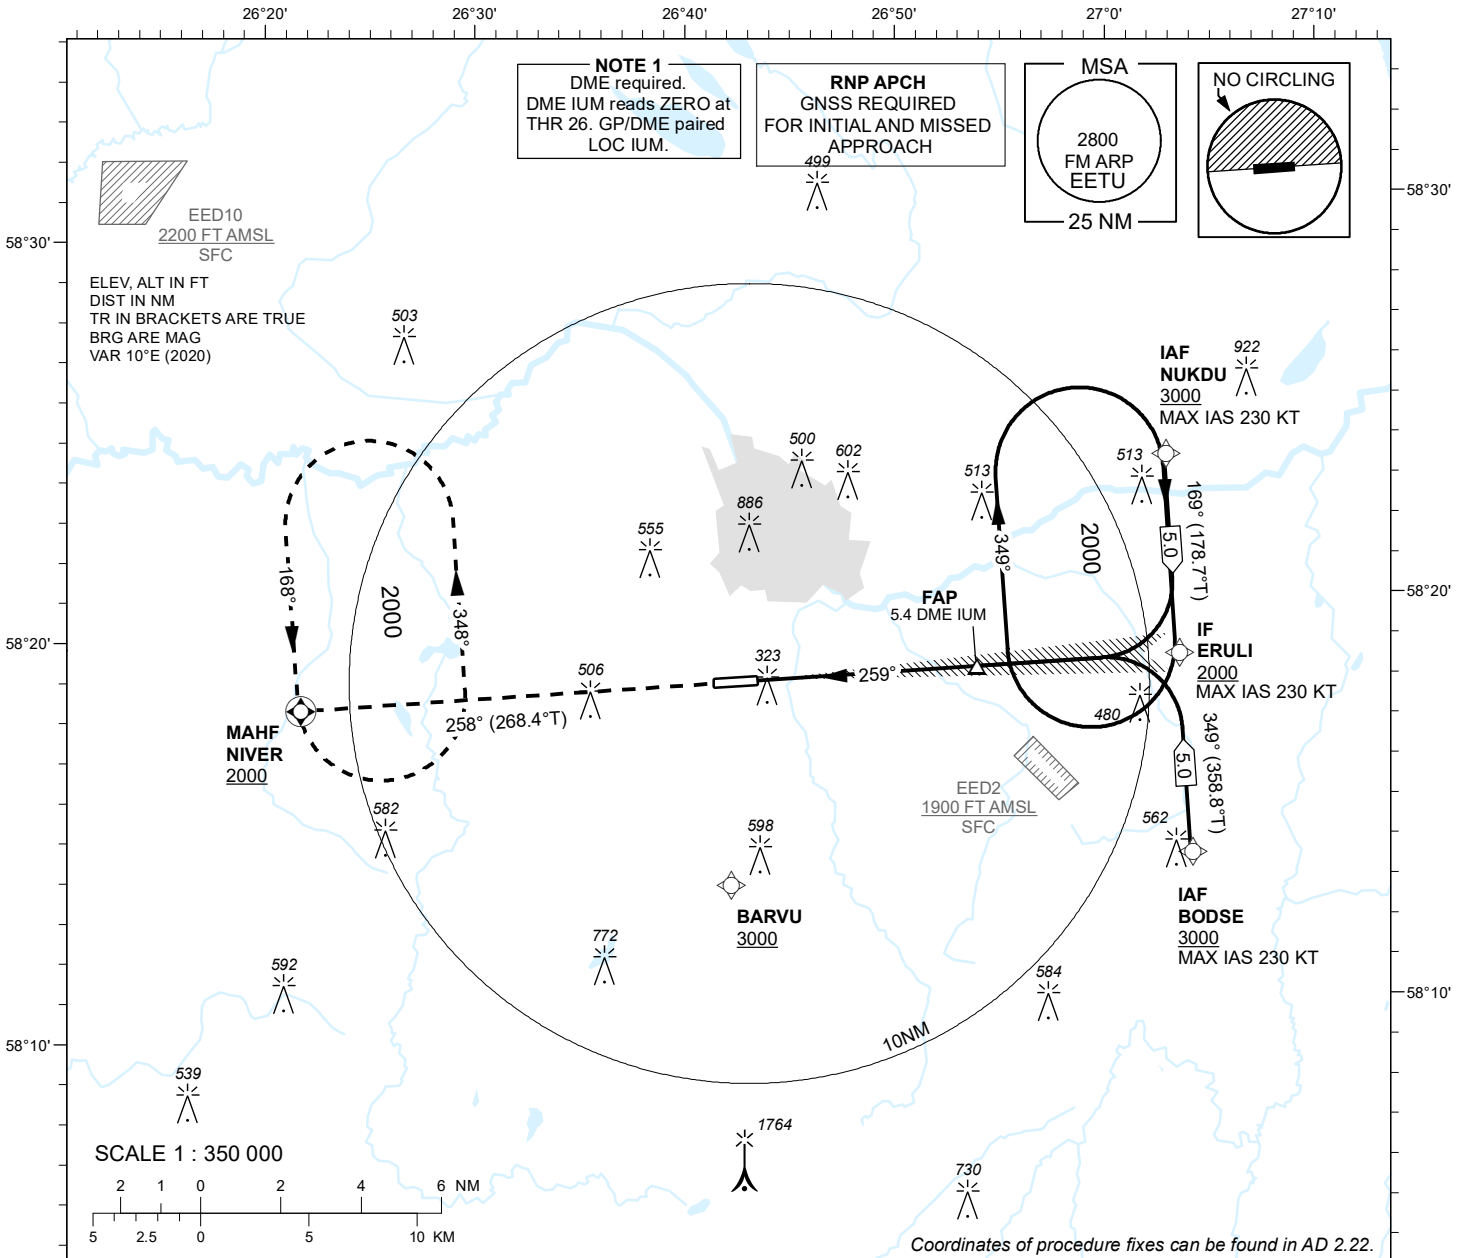 26°20' 26°30' 26°40' 26°50' 27°0' 27°10'
NOTE 1
DME required.
DME IUM reads ZERO at
THR 26. GP/DME paired
LOC IUM.
RNP APCH
GNSS REQUIRED
FOR INITIAL AND MISSED
APPROACH
MSA
2800
FM ARP
EETU
25 NM
NO CIRCLING
499
58°30'
58°30'
EED10
2200 FT AMSL
SFC
ELEV, ALT IN FT
DIST IN NM
TR IN BRACKETS ARE TRUE
BRG ARE MAG
VAR 10°E (2020)
503
IAF
NUKDU
3000
MAX IAS 230 KT
922
500
602
513
513
886
555
169° (178.7°T)
5.0
2000
349°
168°
2000
348°
FAP
5.4 DME IUM
58°20'
58°20'
IF
ERULI
2000
MAX IAS 230 KT
323
506
259°
258° (268.4°T)
480
349° (358.8°T)
5.0
MAHF
NIVER
2000
EED2
1900 FT AMSL
SFC
582
598
562
BARVU
3000
IAF
BODSE
3000
MAX IAS 230 KT
772
592
584
58°10'
58°10'
10NM
539
1764
730
SCALE 1 : 350 000
2 1 0 2 4 6 NM
5 2.5 0 5 10 KM
Coordinates of procedure fixes can be found in AD 2.22.